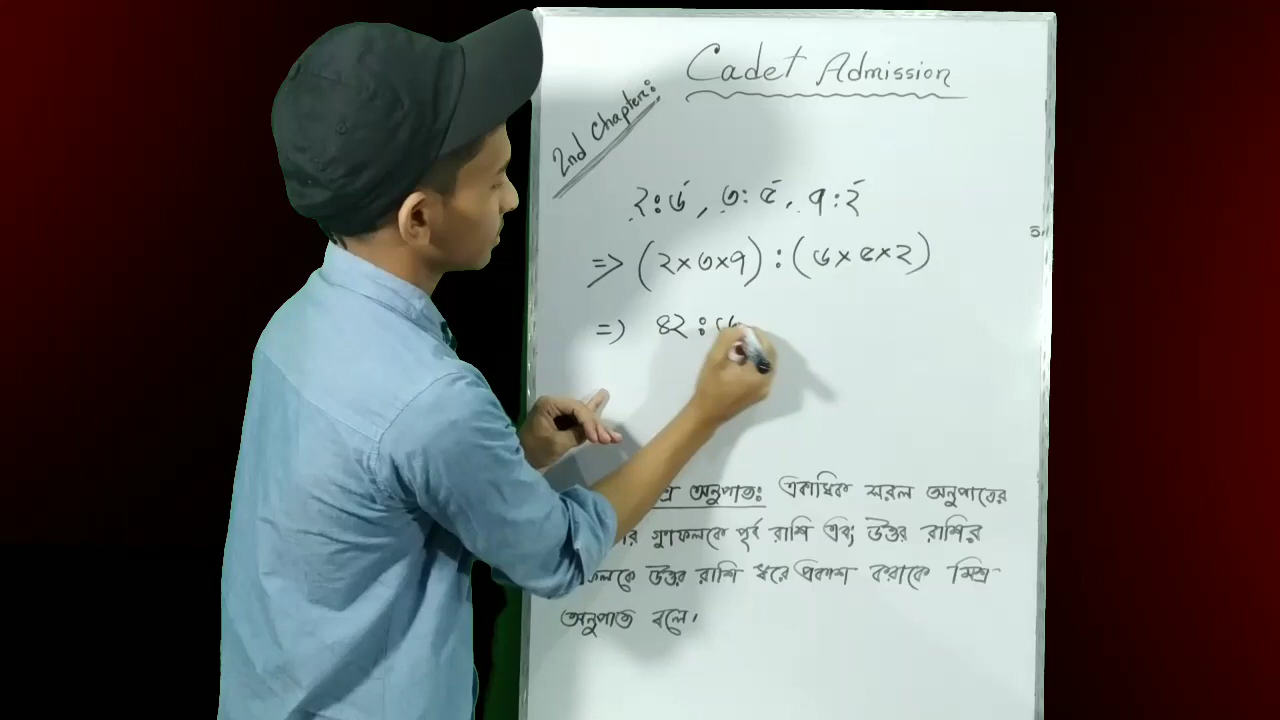 Cadet Admission
2nd Chapter:
২:৬, ৩:৫, ৭:২
=> (২×৩×৭) : (৬×৫×২)
=> ৪২ : ৬
অনুপাতঃ একাধিক সরল অনুপাতের
গুণফলকে পূর্ব রাশি এবং উত্তর রাশির
উত্তর রাশি ধরে প্রকাশ করাকে মিশ্র
অনুপাত বলে।